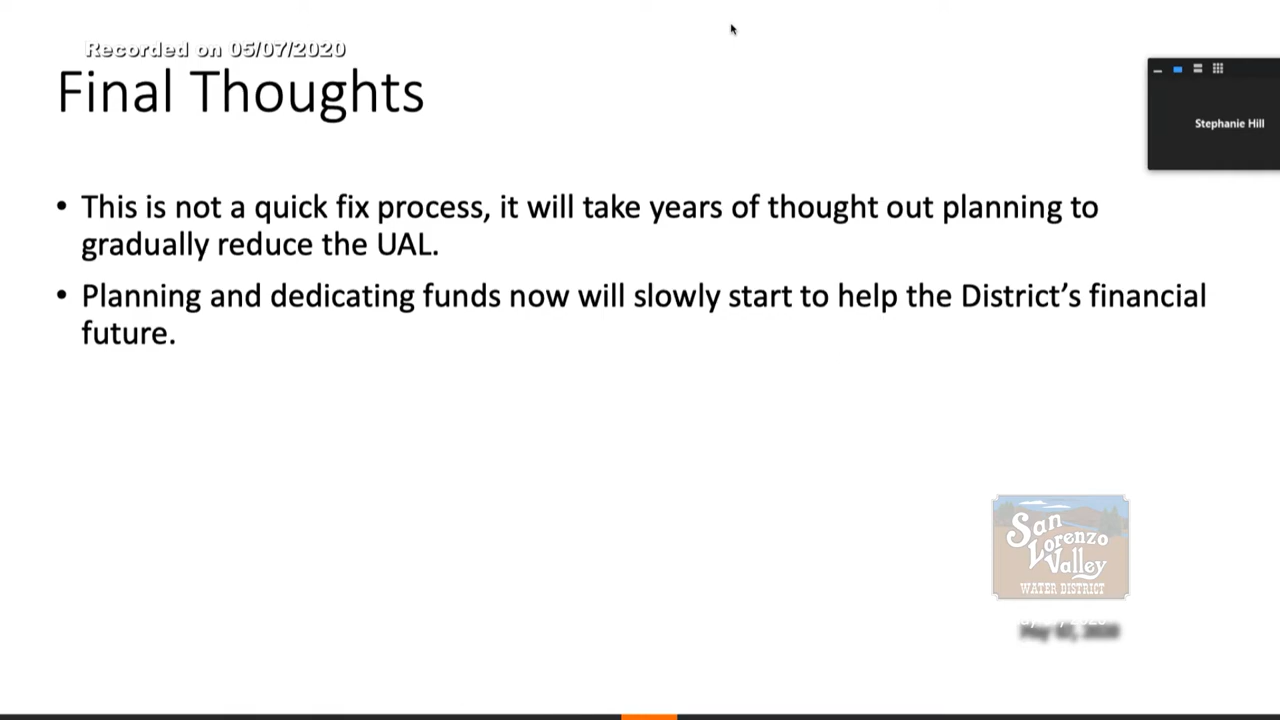 Recorded on 05/07/2020
Final Thoughts
Stephanie Hill
• This is not a quick fix process, it will take years of thought out planning to
gradually reduce the UAL.
• Planning and dedicating funds now will slowly start to help the District's financial
future.
San
Lorenzo
Valley
WATER DISTRICT